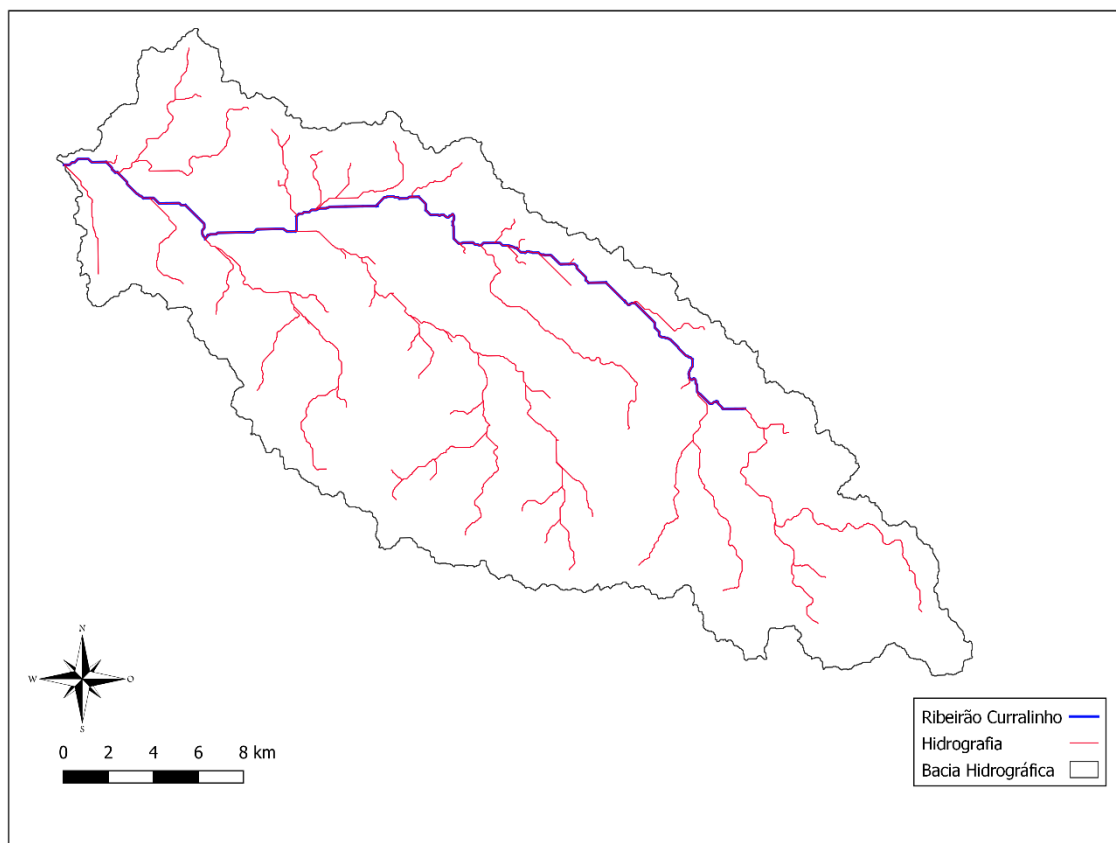 N
W
O
S
0 2 4 6 8 km
Ribeirão Curralinho
Hidrografia
Bacia Hidrográfica